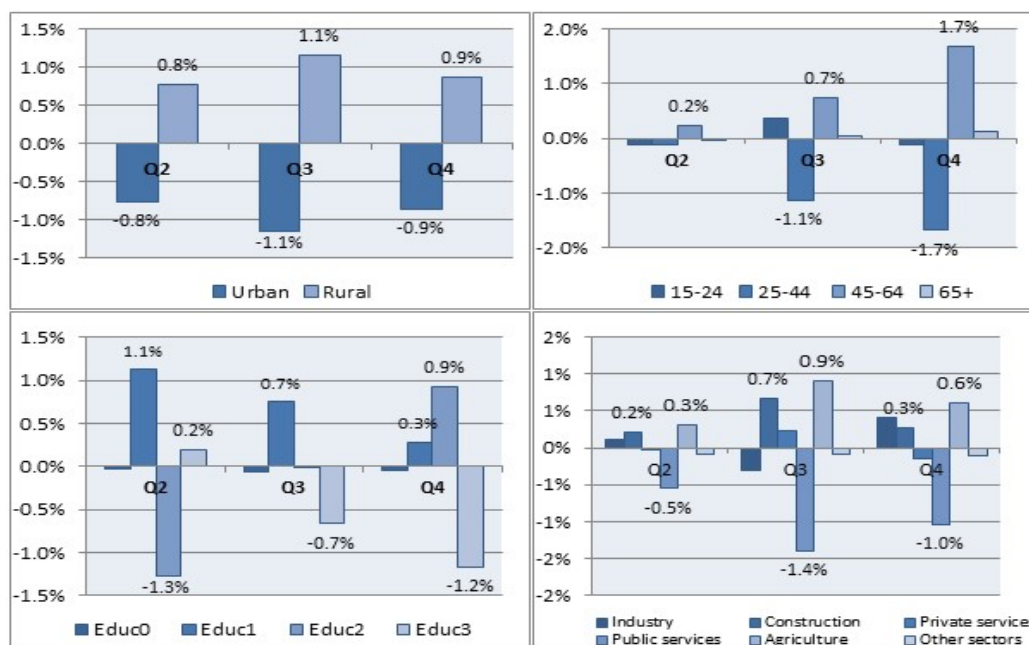 1.5%
1.0%
0.5%
0.0%
-0.5%
-1.0%
-1.5%
0.8%
1.1%
0.9%
Q2
Q3
Q4
-0.8%
-1.1%
-0.9%
Urban
Rural
2.0%
1.0%
0.0%
-1.0%
-2.0%
0.2%
0.7%
1.7%
Q2
Q3
Q4
-1.1%
-1.7%
15-24
25-44
45-64
65+
1.5%
1.0%
0.5%
0.0%
-0.5%
-1.0%
1.5%
1.1%
0.2%
0.7%
0.3%
0.9%
Q2
Q3
Q4
-1.3%
-0.7%
-1.2%
Educ0
Educ1
Educ2
Educ3
2%
1%
1%
0%
-1%
-1%
-2%
2%
0.2%
0.3%
0.7%
0.9%
0.3%
0.6%
Q2
Q3
Q4
-0.5%
-1.4%
-1.0%
Industry
Construction
Private service
Public services
Agriculture
Other sectors